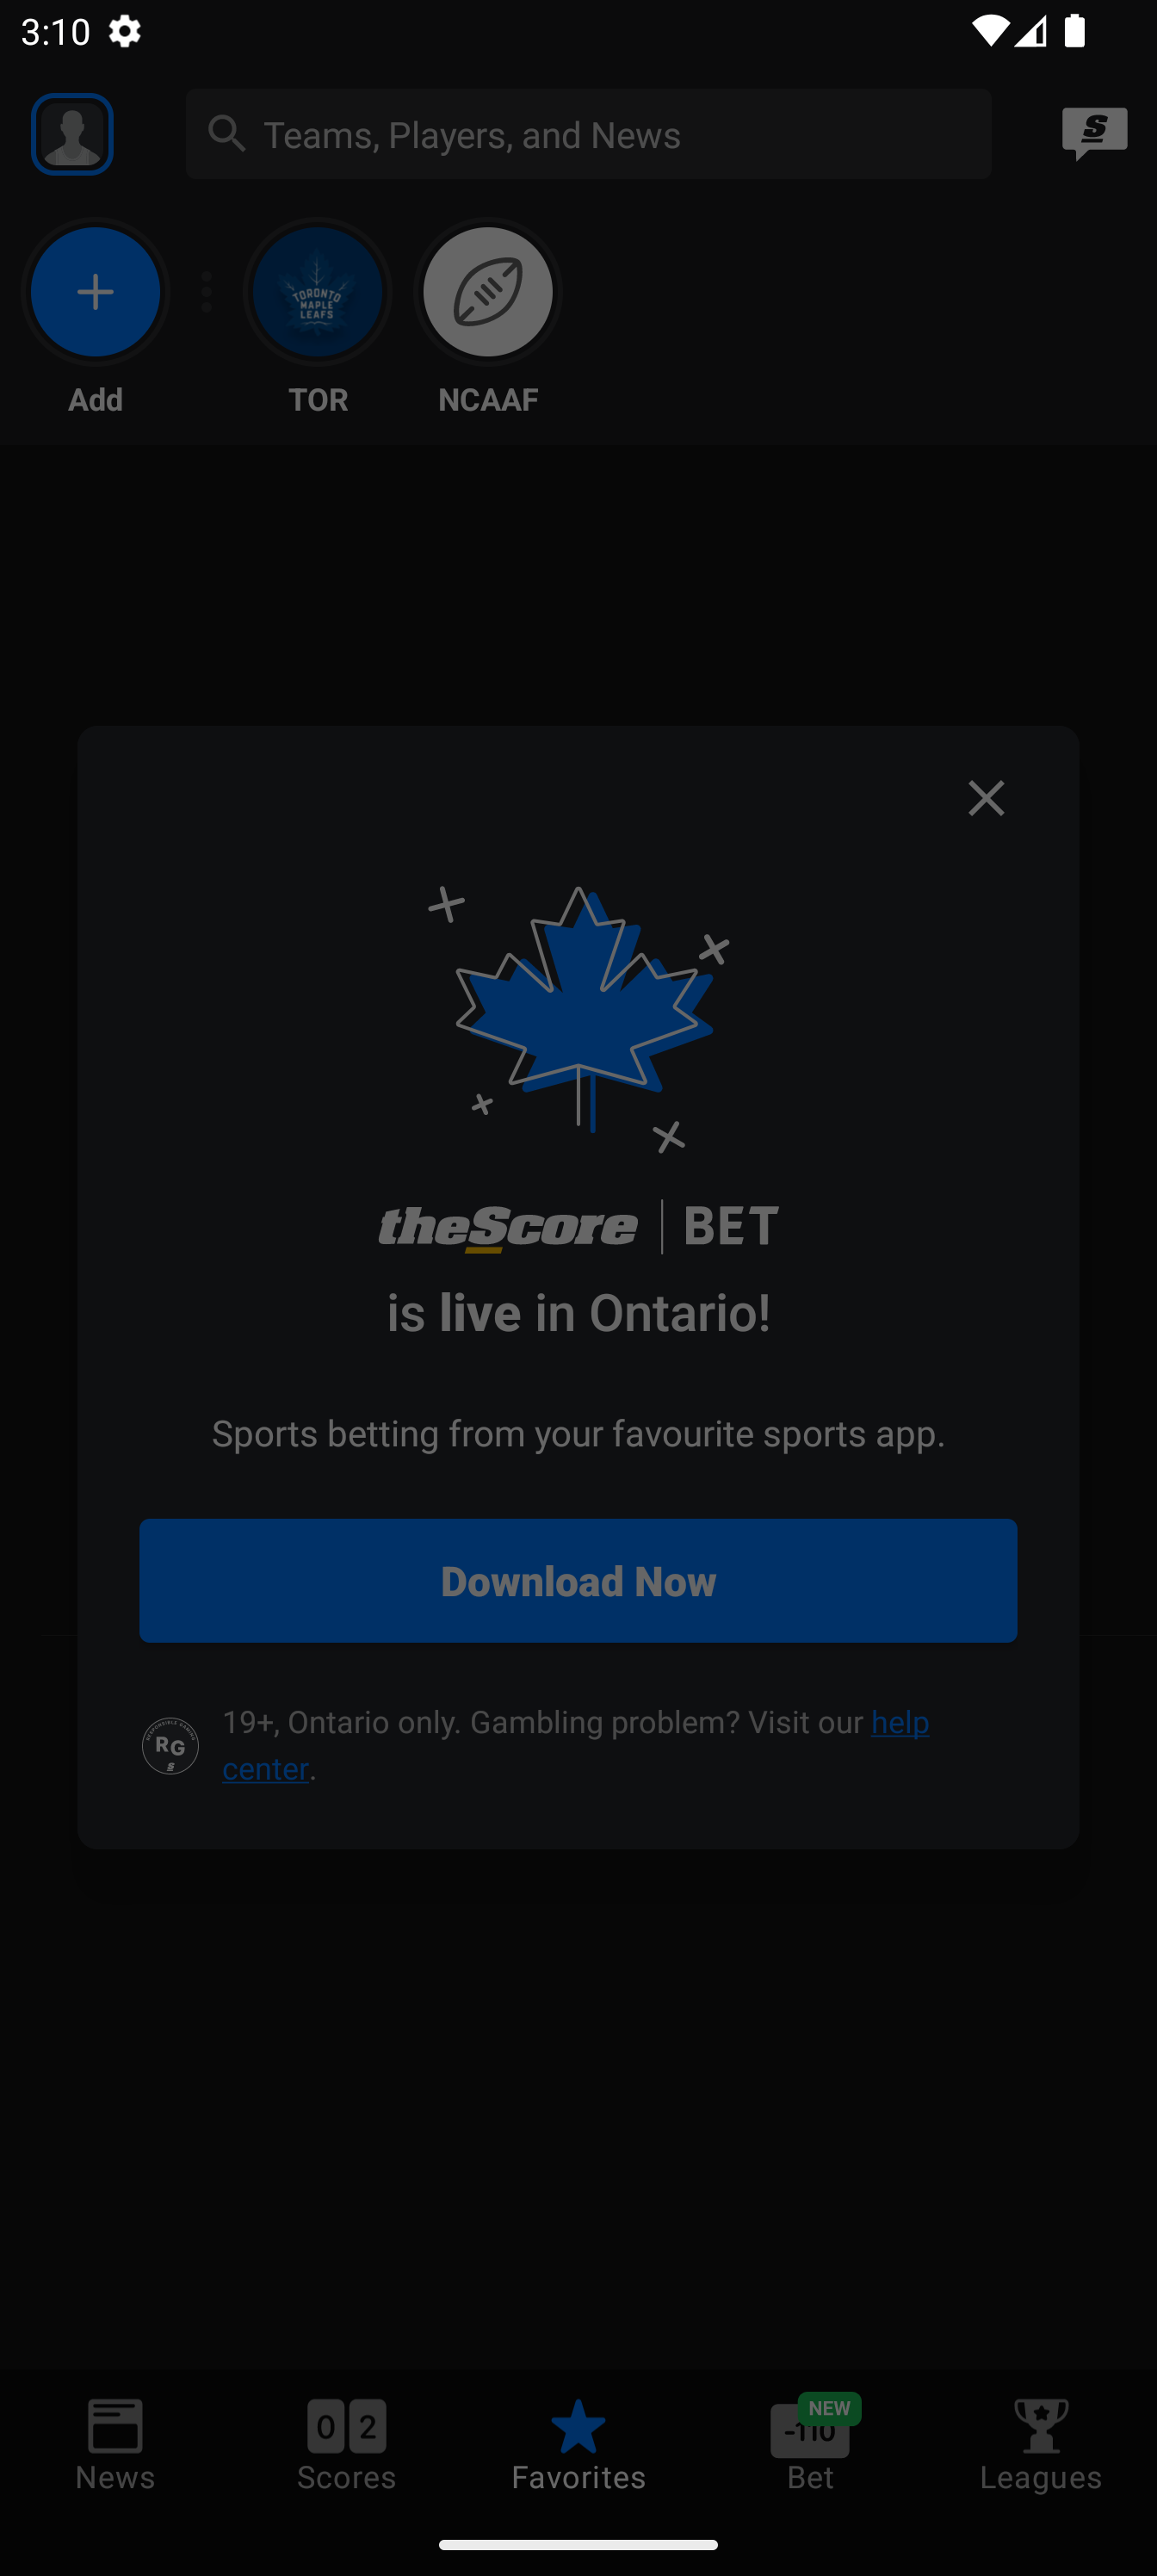 3:10
Teams, Players, and News
S
TORONTO
MAPLE
LEAFS
Add
TOR
NCAAF
theScore | BET
is live in Ontario!
Sports betting from your favourite sports app.
Download Now
RESPONSIBLE GAMING
RG
S
19+, Ontario only. Gambling problem? Visit our help
center.
0 2
NEW
-110
News
Scores
Favorites
Bet
Leagues